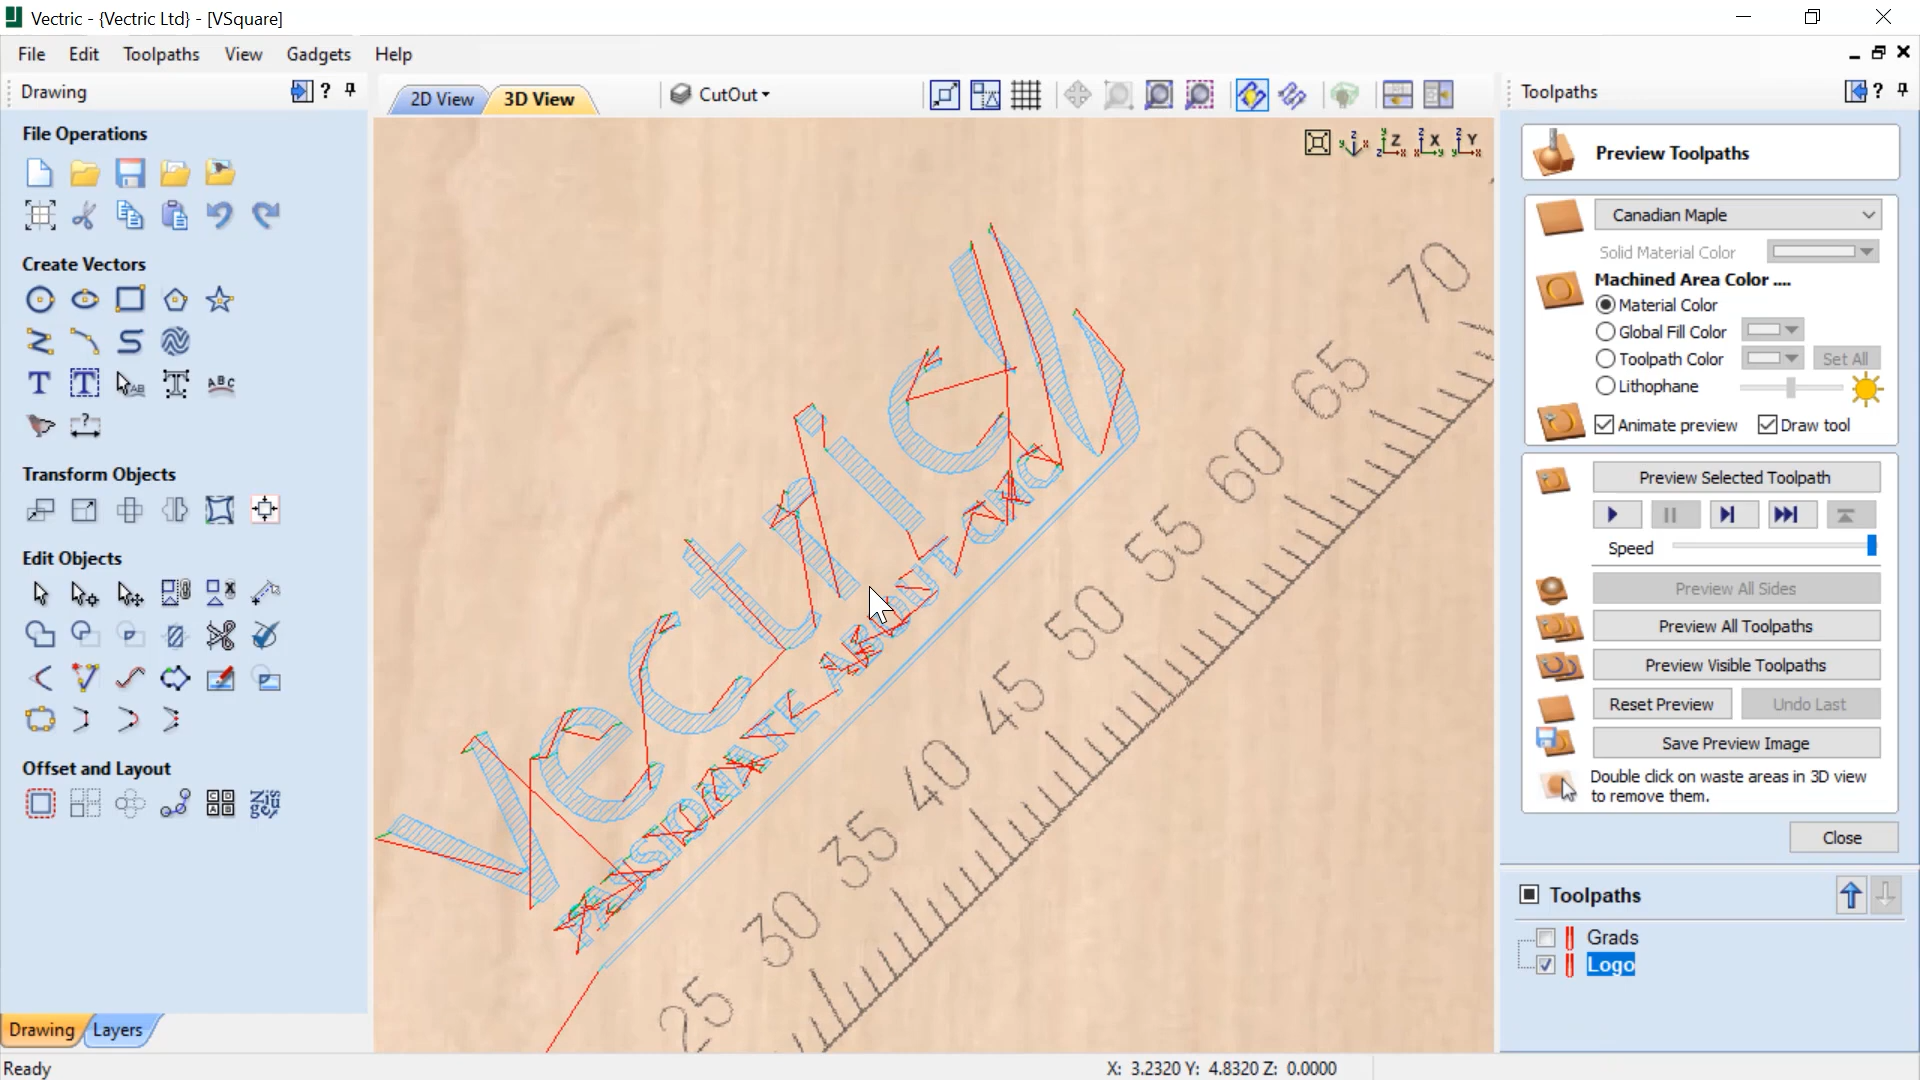 Vectric - {Vectric Ltd} - [VSquare]
File Edit Toolpaths View Gadgets Help
Drawing
File Operations
Create Vectors
Transform Objects
Edit Objects
Offset and Layout
Drawing Layers
Ready
2D View 3D View CutOut
Vectric
PASSIONATE ABOUT CNC
25 30 35 40 45 50 55 60 65 70
X: 3.2320 Y: 4.8320 Z: 0.0000
Toolpaths
Preview Toolpaths
Canadian Maple
Solid Material Color
Machined Area Color ....
Material Color
Global Fill Color
Toolpath Color Set All
Lithophane
Animate preview Draw tool
Preview Selected Toolpath
Speed
Preview All Sides
Preview All Toolpaths
Preview Visible Toolpaths
Reset Preview Undo Last
Save Preview Image
Double click on waste areas in 3D view
to remove them.
Close
Toolpaths
Grads
Logo